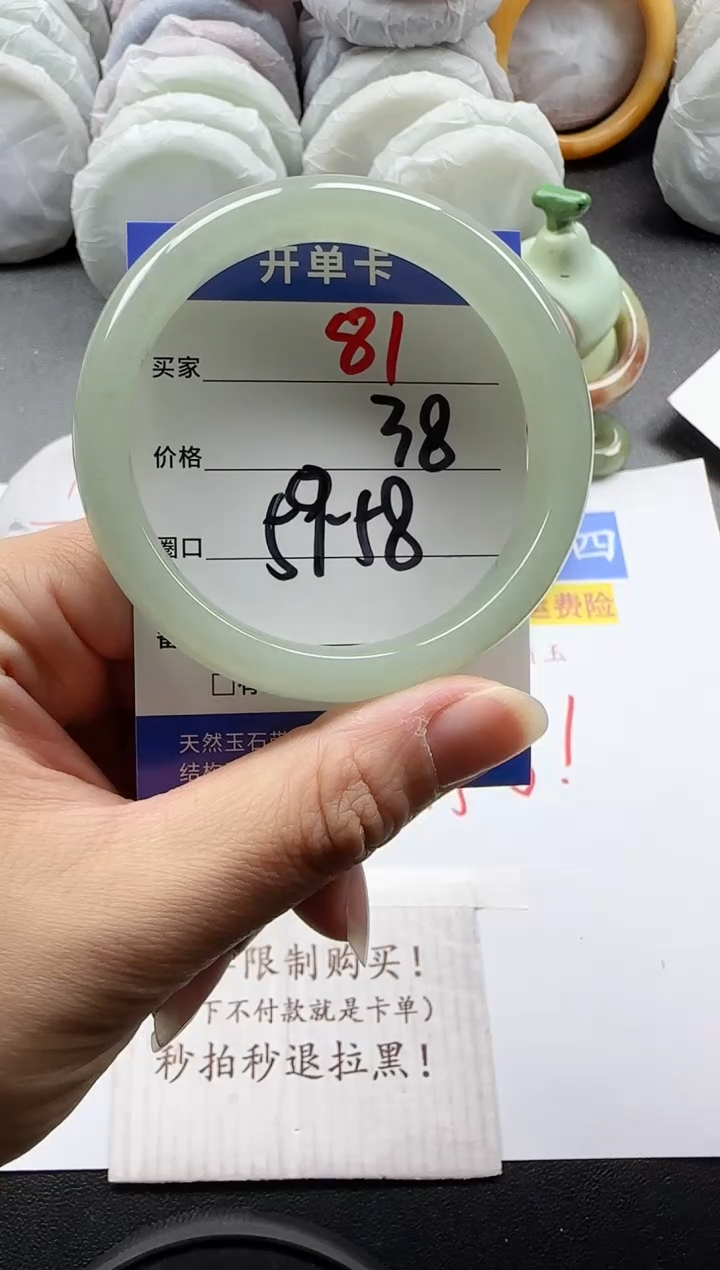 开单卡
买家 81
价格 38
圈口 59-58
天然玉石
四
运费险
玉
!
限制购买!
下不付款就是卡单)
秒拍秒退拉黑!